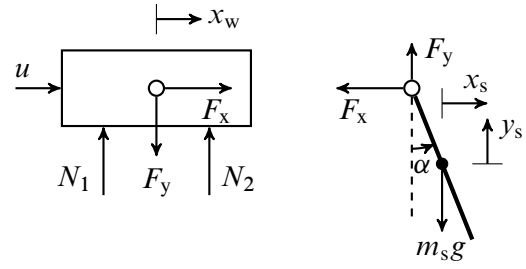 x_w
u
F_x
N_1
F_y
N_2
F_y
F_x
x_s
y_s
α
m_s g